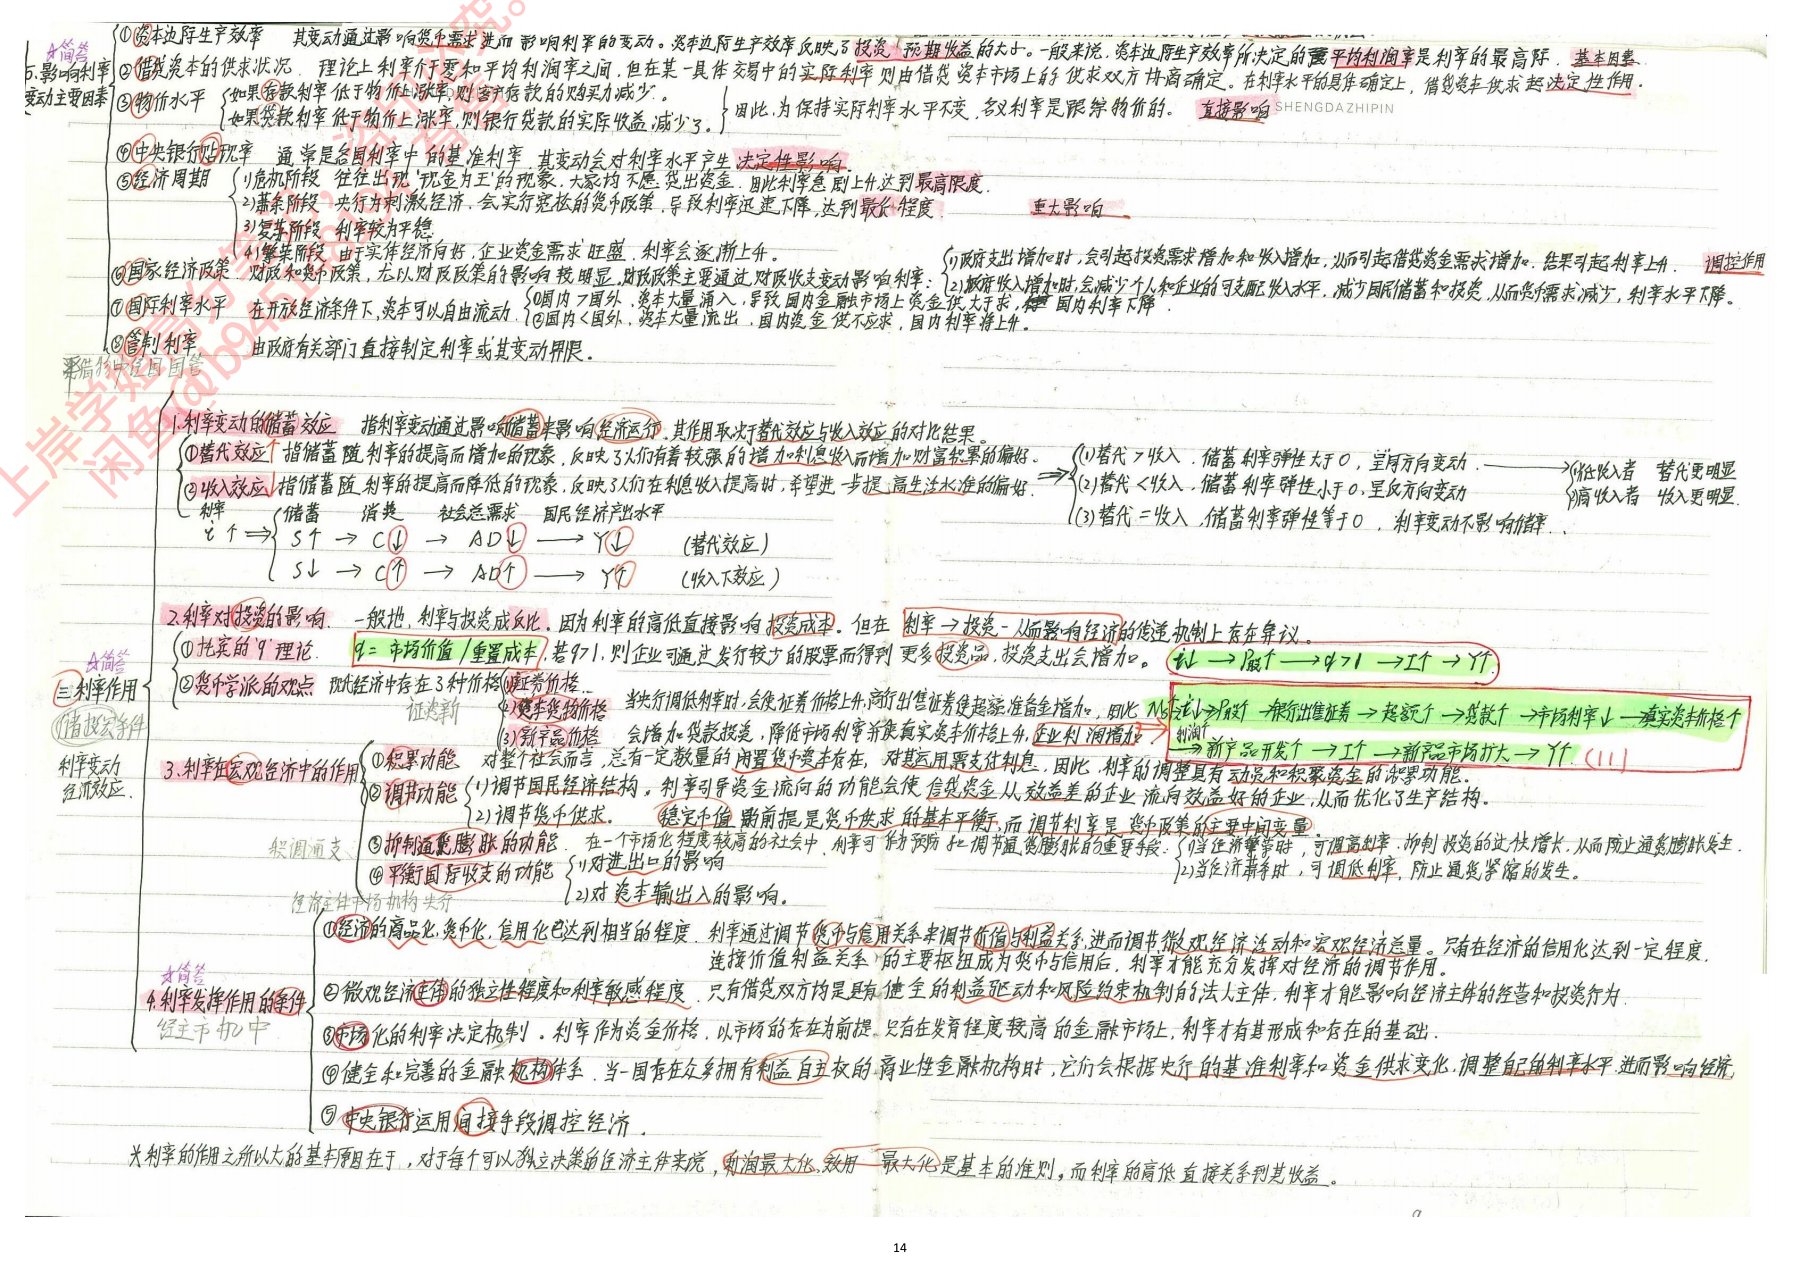 ☆简答
5.影响利率变动主要因素
①资本边际生产效率 其变动通过影响货币需求进而影响利率的变动。资本边际生产效率反映了投资预期收益的大小。一般来说,资本边际生产效率所决定的平均利润率是利率的最高际. 基本因素
②借贷资本的供求状况. 理论上利率介于零和平均利润率之间,但在某一具体交易中的实际利率则由借贷资本市场上的供求双方协商确定。在利率水平的具体确定上,借贷资本供求起决定性作用.
③物价水平
如果存款利率低于物价上涨率,则客户存款的购买力减少.
如果贷款利率低于物价上涨率,则银行贷款的实际收益减少了。
因此,为保持实际利率水平不变,名义利率是跟踪物价的。 直接影响
SHENGDAZHIPIN
④中央银行贴现率 通常是各国利率中的基准利率,其变动会对利率水平产生决定性影响.
⑤经济周期
1)危机阶段 往往出现"现金为王"的现象,大家均不愿贷出资金,因此利率急剧上升达到最高限度.
2)萧条阶段 央行为刺激经济,会实行宽松的货币政策,导致利率迅速下降,达到最低程度. 重大影响
3)复苏阶段 利率较为平稳
4)繁荣阶段 由于实体经济向好,企业资金需求旺盛,利率会逐渐上升.
⑥国家经济政策. 财政和货币政策,尤以财政政策的影响较明显,财政政策主要通过财政收支变动影响利率:
(1)政府支出增加时,会引起投资需求增加和收入增加,从而引起借贷资金需求增加.结果引起利率上升. 调控作用
(2)政府收入增加时,会减少个人和企业的可支配收入水平,减少国民储蓄和投资,从而货币需求减少,利率水平下降。
⑦国际利率水平 在开放经济条件下,资本可以自由流动.
①国内>国外,资本大量涌入,导致国内金融市场上资金供大于求, 国内利率下降.
②国内<国外,资本大量流出,国内资金供不应求,国内利率将上升。
⑧管制利率 由政府有关部门直接制定利率或其变动界限。
☆简答
三.利率作用
储投宏条件
利率变动经济效应.
1.利率变动的储蓄效应 指利率变动通过影响储蓄来影响经济运行.其作用取决于替代效应与收入效应的对比结果。
①替代效应↑ 指储蓄随利率的提高而增加的现象,反映了人们有着较强的增加利息收入而增加财富积累的偏好.
②收入效应↓ 指储蓄随利率的提高而降低的现象,反映了人们在利息收入提高时,希望进一步提高生活水准的偏好.
(1)替代>收入,储蓄利率弹性大于0,呈同方向变动. → 1)低收入者 替代更明显
(2)替代<收入,储蓄利率弹性小于0,呈反方向变动 2)高收入者 收入更明显.
(3)替代=收入,储蓄利率弹性等于0,利率变动不影响储率..
利率 储蓄 消费 社会总需求 国民经济产出水平
i↑ ⇒ S↑ → C↓ → AD↓ → Y↓ (替代效应)
S↓ → C↑ → AD↑ → Y↑ (收入下效应)
2.利率对投资的影响. 一般地,利率与投资成反比.因为利率的高低直接影响投资成本.但在利率→投资-从而影响经济的传递机制上存在异议。
①托宾的"q"理论. q=市场价值/重置成本,若q>1,则企业可通过发行较少的股票而得到更多投资品,投资支出会增加。 i↓→P股↑→q>1→I↑→Y↑.
②货币学派的观点 现代经济中存在3种价格
证类新
(1)证券价格..
(2)类本货物价格
(3)新产品价格
当央行调低利率时,会使证券价格上升,商行出售证券使超额准备金增加,因此
会增加贷款投资,降低市场利率并使真实资本价格上升,企业利润增加
Ms i↓→P股↑→银行出售证券→超额↑→贷款↑→市场利率↓→真实资本价格↑
利润↑→新产品开发↑→I↑→新产品市场扩大→Y↑. (11)
3.利率在宏观经济中的作用
积调通支
①积累功能 对整个社会而言,总有一定数量的闲置货币资本存在,对其运用需支付利息,因此,利率的调整具有动员和积聚资金的积累功能。
②调节功能
(1)调节国民经济结构。利率引导资金流向的功能会使信贷资金从效益差的企业流向效益好的企业,从而优化了生产结构。
(2)调节货币供求。 稳定币值的前提是货币供求的基本平衡,而调节利率是货币政策的主要中间变量。
③抑制通货膨胀的功能. 在一个市场化程度较高的社会中,利率可作为预防和调节通货膨胀的重要手段:
(1)当经济繁荣时,可提高利率,抑制投资的过快增长,从而防止通货膨胀发生.
(2)当经济萧条时,可调低利率,防止通货紧缩的发生。
④平衡国际收支的功能
1)对进出口的影响
2)对资本输出入的影响。
☆简答
4.利率发挥作用的条件
经主市机中
经济主体市场机构央行
①经济的商品化,货币化,信用化已达到相当的程度. 利率通过调节货币与信用关系来调节价值与利益关系,进而调节微观经济活动和宏观经济总量。只有在经济的信用化达到一定程度,
连接价值利益关系的主要枢纽成为货币与信用后,利率才能充分发挥对经济的调节作用。
②微观经济主体的独立性程度和利率敏感程度. 只有借贷双方均是具有健全的利益驱动和风险约束机制的法人主体,利率才能影响经济主体的经营和投资行为.
③市场化的利率决定机制。利率作为资金价格,以市场的存在为前提.只有在发育程度较高的金融市场上,利率才有其形成和存在的基础.
④健全和完善的金融机构体系.当一国存在众多拥有利益自主权的商业性金融机构时,它们会根据央行的基准利率和资金供求变化,调整自己的利率水平,进而影响经济.
⑤中央银行运用间接手段调控经济.
利率的作用之所以大的基本原因在于,对于每个可以独立决策的经济主体来说,利润最大化,效用最大化是基本的准则。而利率的高低直接关系到其收益。
14